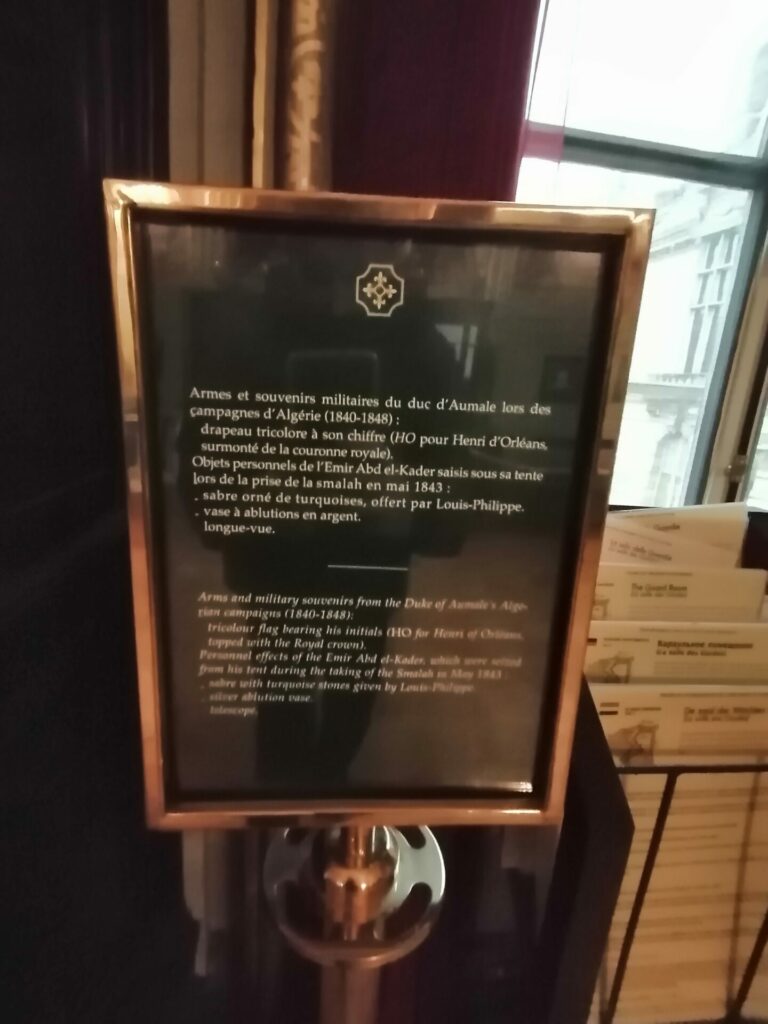 Armes et souvenirs militaires du duc d'Aumale lors des
campagnes d'Algérie (1840-1848) :
drapeau tricolore à son chiffre (HO pour Henri d'Orléans,
surmonté de la couronne royale).
Objets personnels de l'Emir Abd el-Kader saisis sous sa tente
lors de la prise de la smalah en mai 1843 :
- sabre orné de turquoises, offert par Louis-Philippe.
- vase à ablutions en argent.
longue-vue.
Arms and military souvenirs from the Duke of Aumale's Alge-
rian campaigns (1840-1848):
tricolour flag bearing his initials (HO for Henri of Orléans,
topped with the Royal crown).
Personnel effects of the Emir Abd el-Kader, which were seized
from his tent during the taking of the Smalah in May 1843 :
- sabre with turquoise stones given by Louis-Philippe.
- silver ablution vase.
telescope.
The Guard Room
Караульное помещение